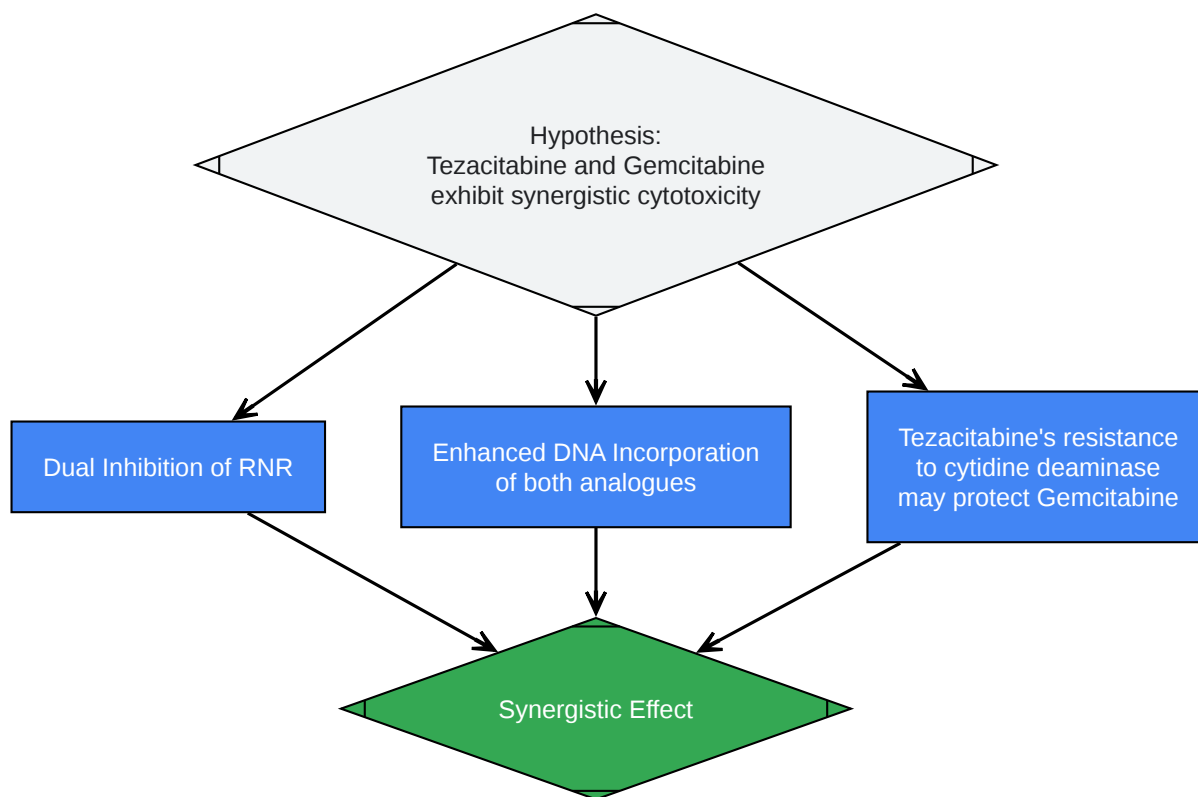 Hypothesis:
Tezacitabine and Gemcitabine
exhibit synergistic cytotoxicity
Dual Inhibition of RNR
Enhanced DNA Incorporation
of both analogues
Tezacitabine's resistance
to cytidine deaminase
may protect Gemcitabine
Synergistic Effect